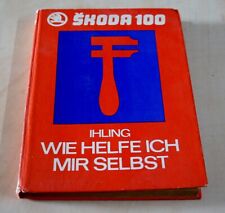 ŠKODA 100
IHLING
WIE HELFE ICH
MIR SELBST